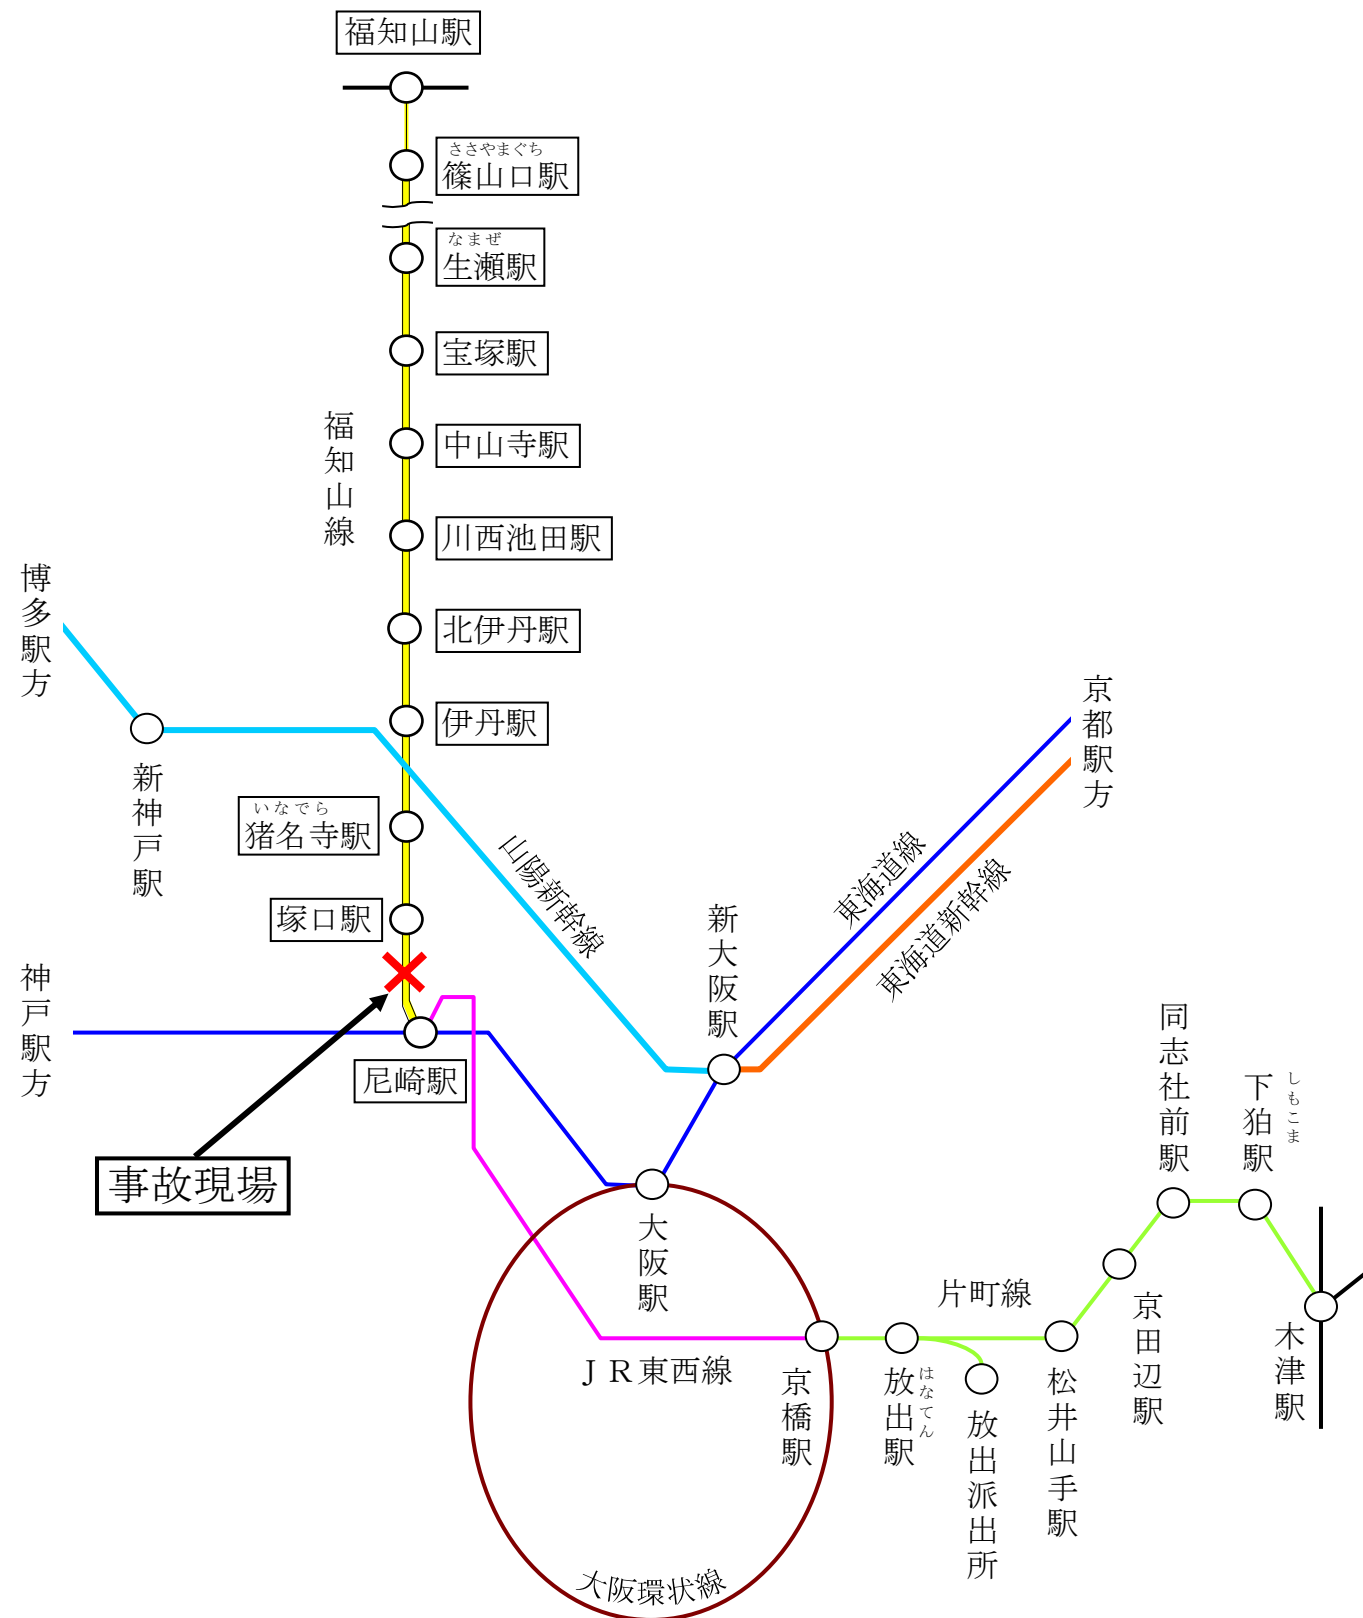 福知山駅
ささやまぐち
篠山口駅
なまぜ
生瀬駅
宝塚駅
福知山線
中山寺駅
川西池田駅
博多駅方
北伊丹駅
伊丹駅
京都駅方
新神戸駅
いなでら
猪名寺駅
山陽新幹線
東海道線
東海道新幹線
塚口駅
新大阪駅
神戸駅方
尼崎駅
同志社前駅
下狛駅
しもこま
事故現場
大阪駅
片町線
京田辺駅
木津駅
ＪＲ東西線
京橋駅
放出駅
はなてん
放出派出所
松井山手駅
大阪環状線